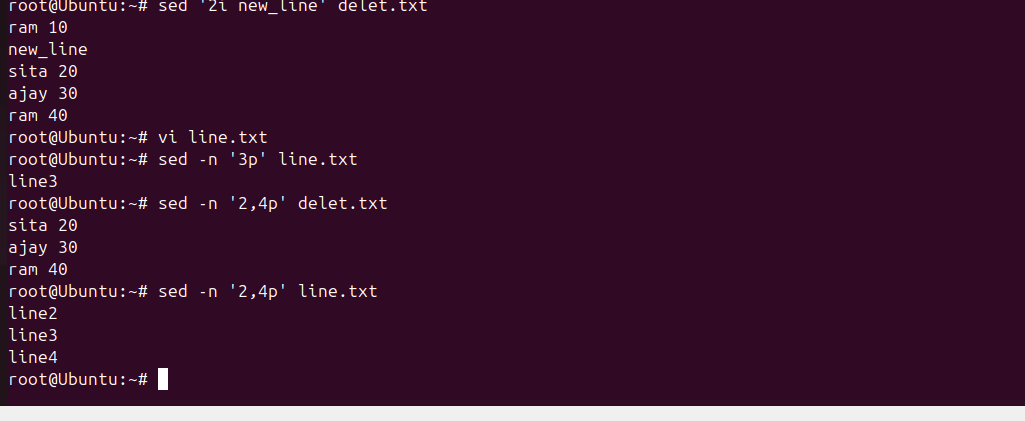 root@Ubuntu:~# sed '2i new_line' delet.txt
ram 10
new_line
sita 20
ajay 30
ram 40
root@Ubuntu:~# vi line.txt
root@Ubuntu:~# sed -n '3p' line.txt
line3
root@Ubuntu:~# sed -n '2,4p' delet.txt
sita 20
ajay 30
ram 40
root@Ubuntu:~# sed -n '2,4p' line.txt
line2
line3
line4
root@Ubuntu:~#